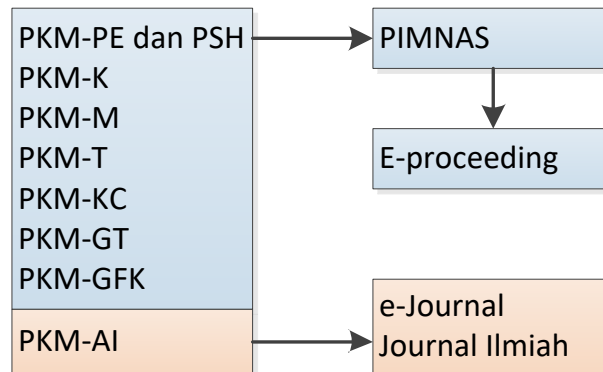 PKM-PE dan PSH
PKM-K
PKM-M
PKM-T
PKM-KC
PKM-GT
PKM-GFK
PKM-AI
PIMNAS
E-proceeding
e-Journal
Journal Ilmiah